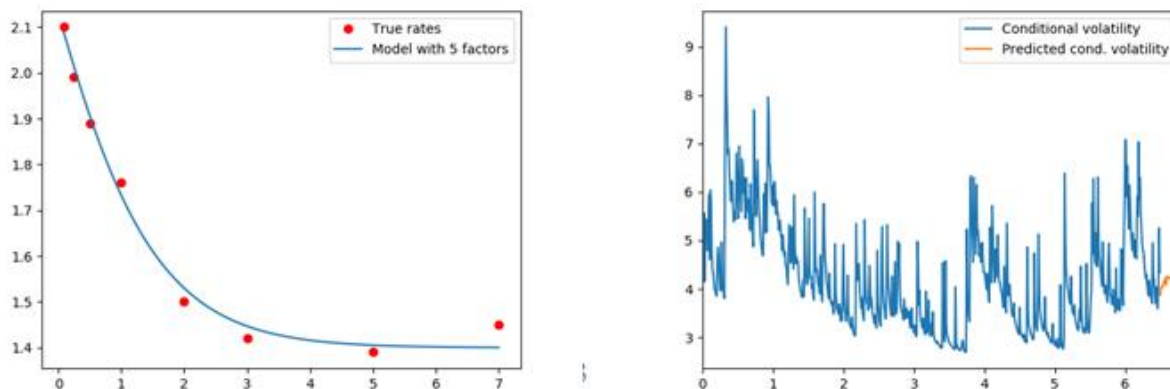 2.1
2.0
1.9
1.8
1.7
1.6
1.5
1.4
0 1 2 3 4 5 6 7
True rates
Model with 5 factors
9
8
7
6
5
4
3
0 1 2 3 4 5 6
Conditional volatility
Predicted cond. volatility